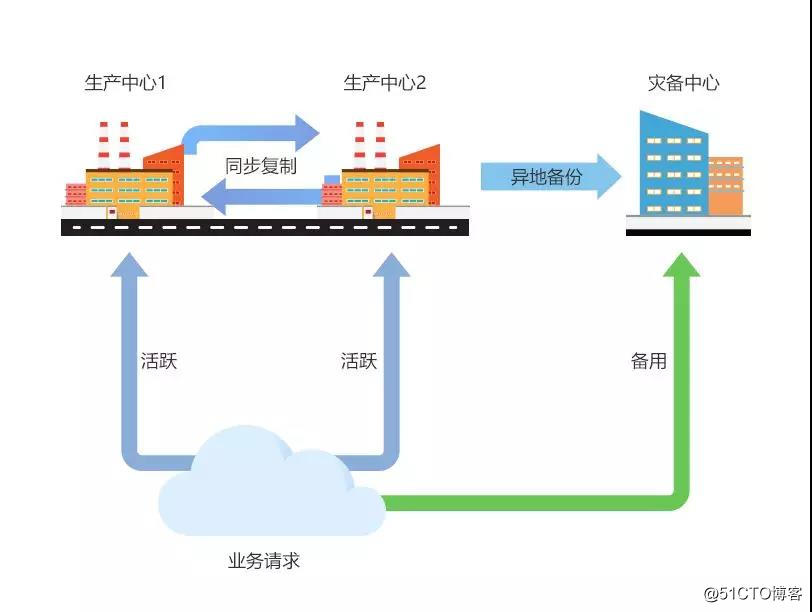 生产中心1
生产中心2
灾备中心
同步复制
异地备份
活跃
活跃
备用
业务请求
@51CTO博客